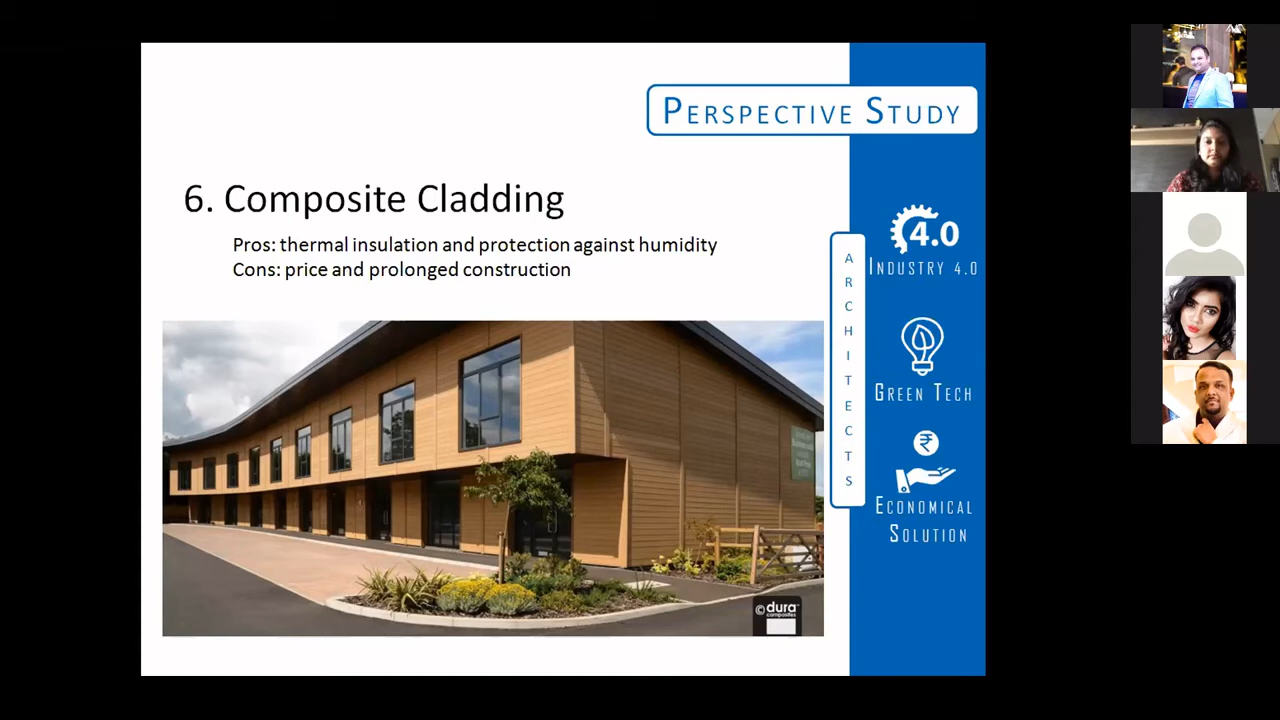 PERSPECTIVE STUDY
6. Composite Cladding
Pros: thermal insulation and protection against humidity
Cons: price and prolonged construction
ARCHITECTS
4.0
INDUSTRY 4.0
GREEN TECH
₹
ECONOMICAL
SOLUTION
© dura
composites